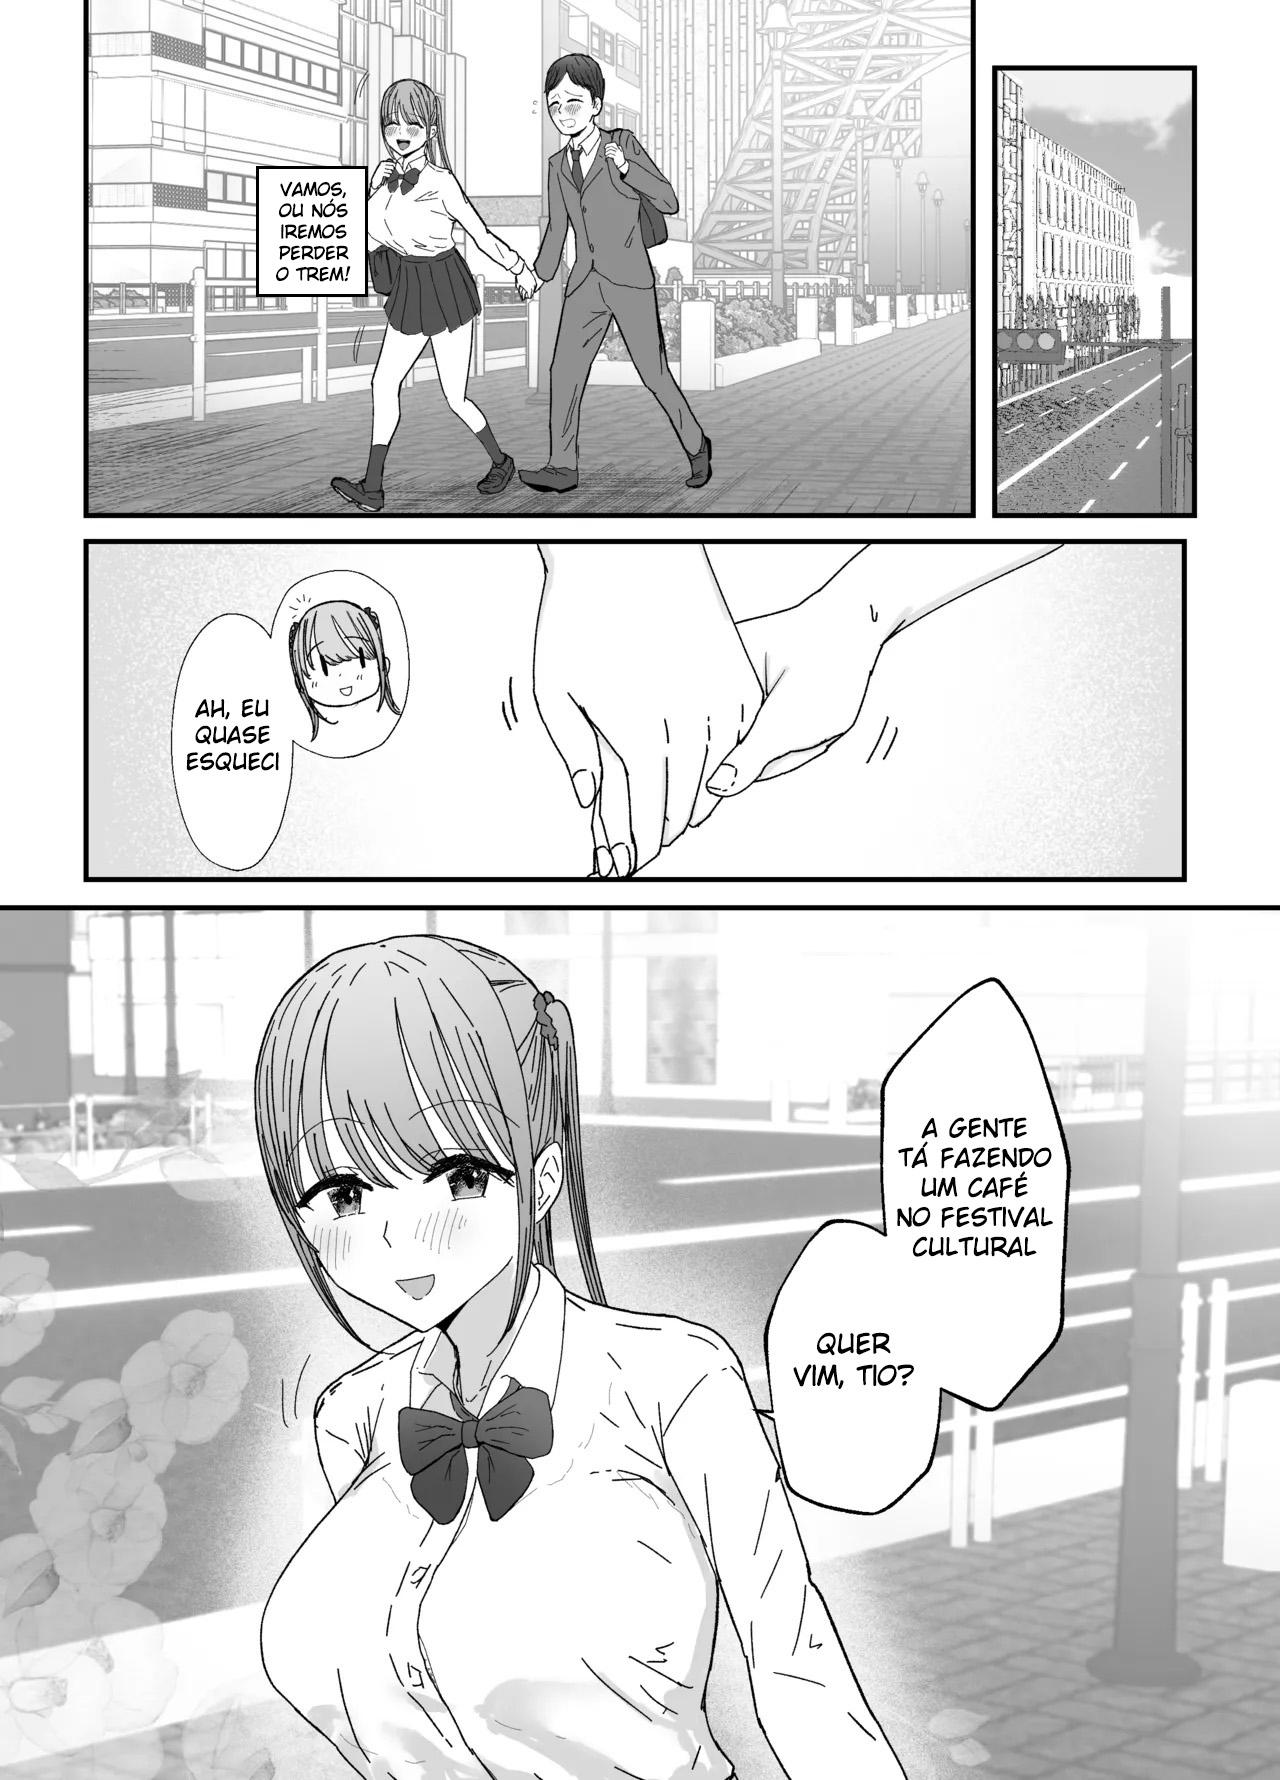 VAMOS,
OU NÓS
IREMOS
PERDER
O TREM!
AH, EU
QUASE
ESQUECI
A GENTE
TÁ FAZENDO
UM CAFÉ
NO FESTIVAL
CULTURAL
QUER
VIM, TIO?